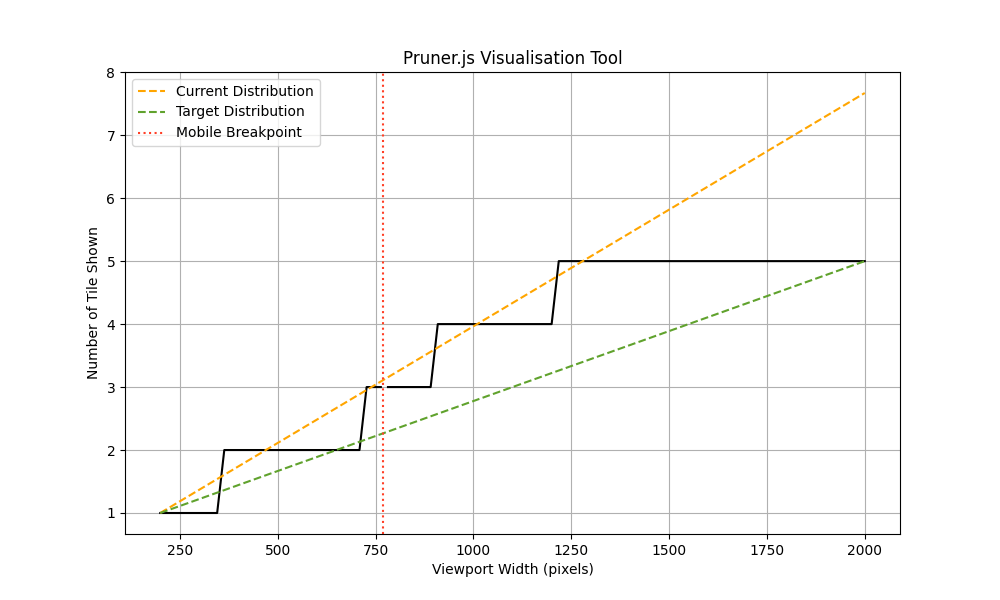 Pruner.js Visualisation Tool
Current Distribution
Target Distribution
Mobile Breakpoint
Number of Tile Shown
8
7
6
5
4
3
2
1
250 500 750 1000 1250 1500 1750 2000
Viewport Width (pixels)